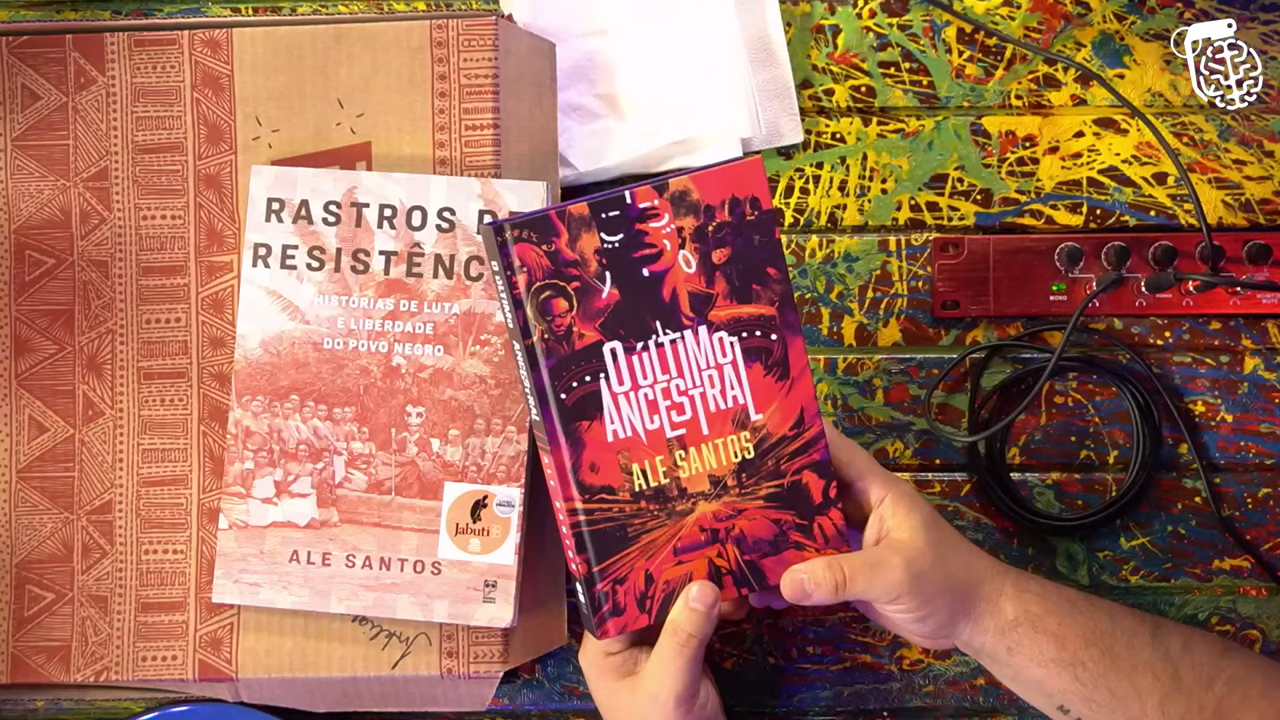 RASTROS D
RESISTÊNC
HISTÓRIAS DE LUTA
E LIBERDADE
DO POVO NEGRO
Jabuti
ALE SANTOS
O ÚLTIMO ANCESTRAL
O ÚLTIMO
ANCESTRAL
ALE SANTOS
MONO